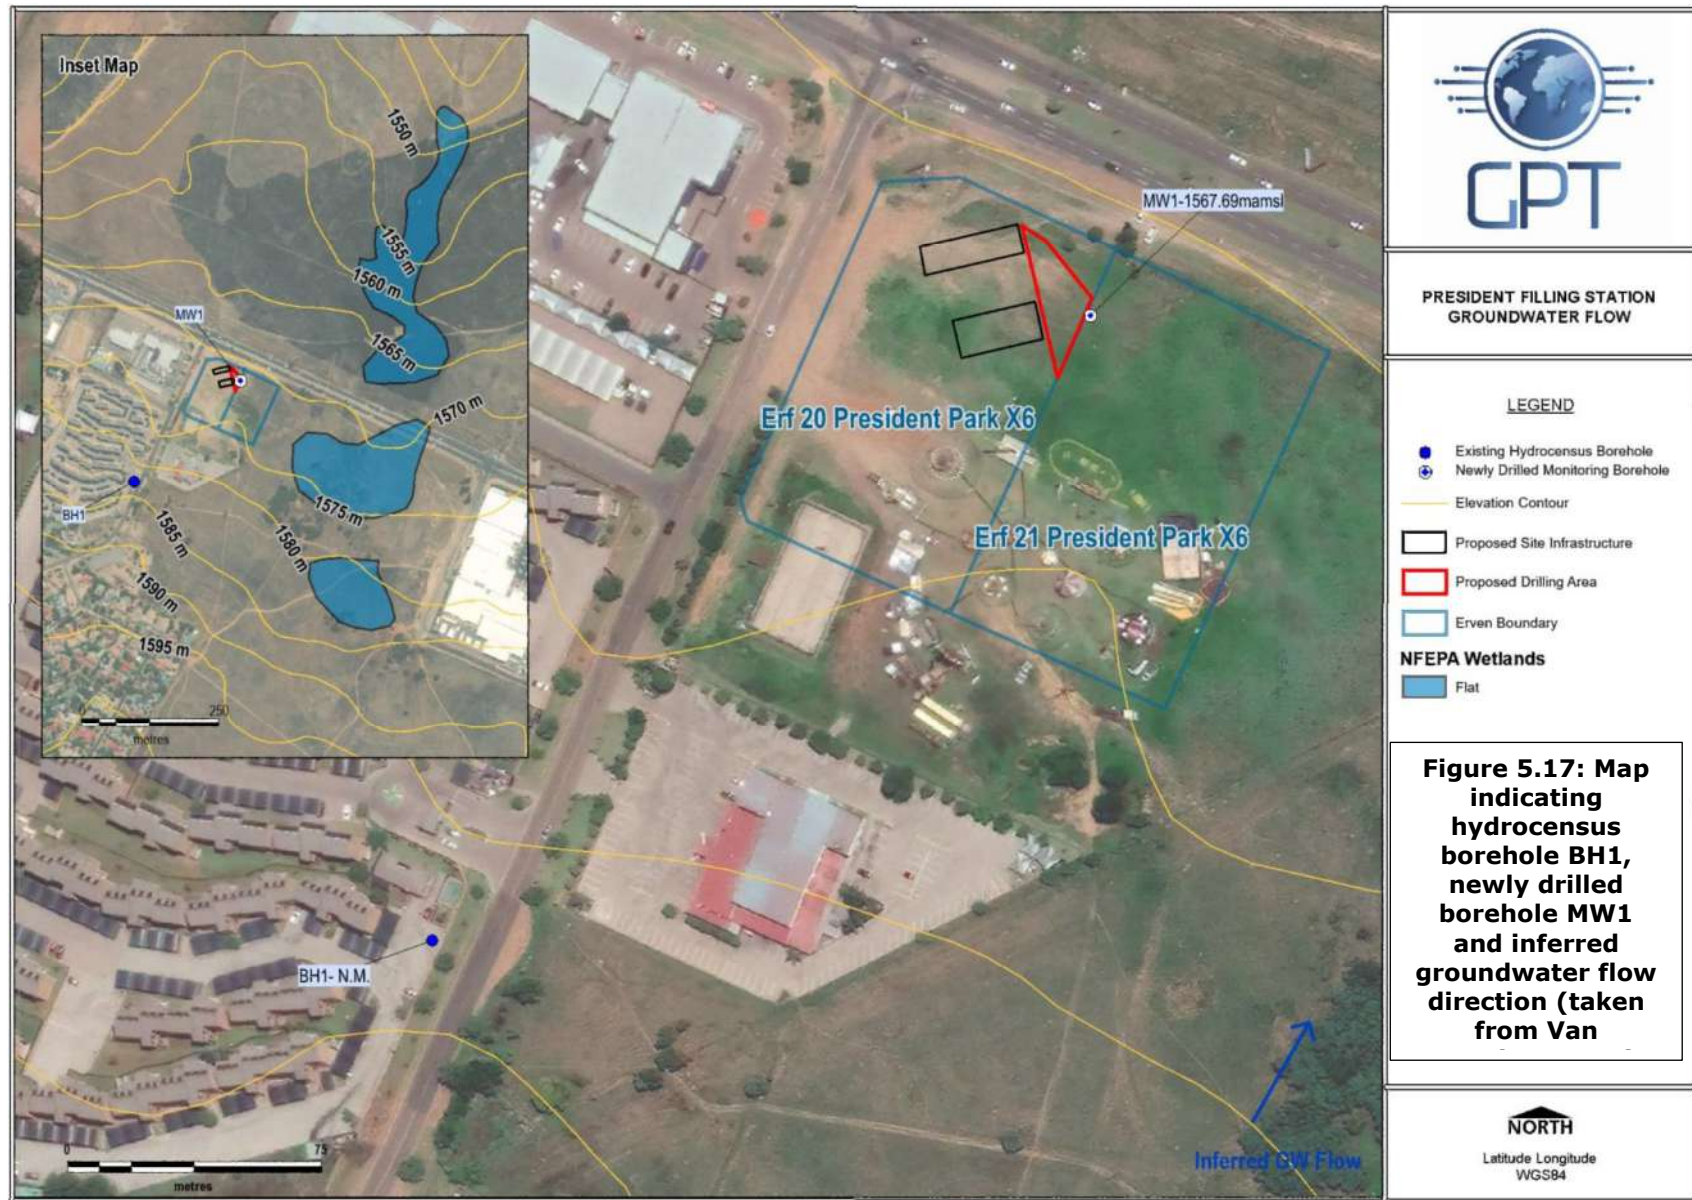 Inset Map
1550 m
1555 m
1560 m
1565 m
1570 m
1575 m
1580 m
1585 m
1590 m
1595 m
MW1
BH1
0 250
metres
MW1-1567.69mamsl
Erf 20 President Park X6
Erf 21 President Park X6
BH1- N.M.
Inferred GW Flow
0 75
metres
GPT
PRESIDENT FILLING STATION
GROUNDWATER FLOW
LEGEND
Existing Hydrocensus Borehole
Newly Drilled Monitoring Borehole
Elevation Contour
Proposed Site Infrastructure
Proposed Drilling Area
Erven Boundary
NFEPA Wetlands
Flat
Figure 5.17: Map
indicating
hydrocensus
borehole BH1,
newly drilled
borehole MW1
and inferred
groundwater flow
direction (taken
from Van
NORTH
Latitude Longitude
WGS84